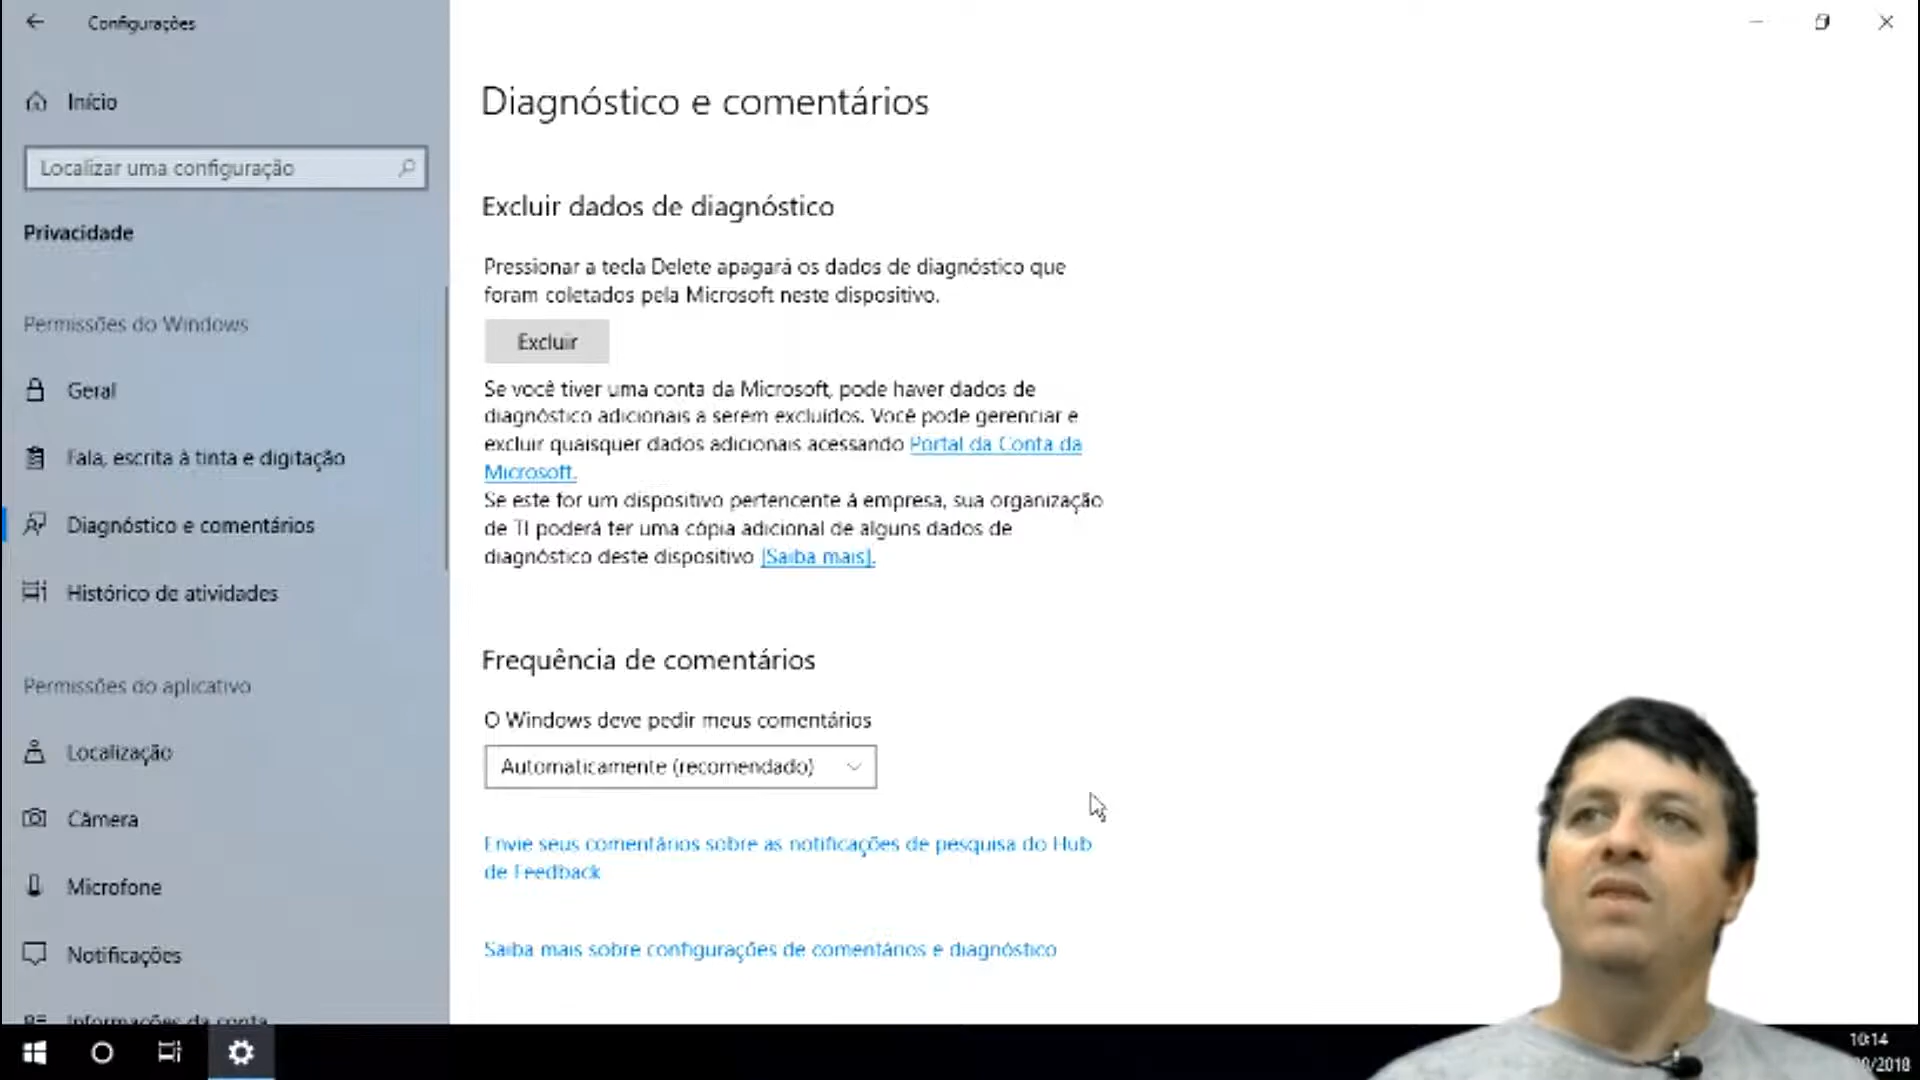 Configurações
Início
Localizar uma configuração
Privacidade
Permissões do Windows
Geral
Fala, escrita à tinta e digitação
Diagnóstico e comentários
Histórico de atividades
Permissões do aplicativo
Localização
Câmera
Microfone
Notificações
Informações da conta
Diagnóstico e comentários
Excluir dados de diagnóstico
Pressionar a tecla Delete apagará os dados de diagnóstico que
foram coletados pela Microsoft neste dispositivo.
Excluir
Se você tiver uma conta da Microsoft, pode haver dados de
diagnóstico adicionais a serem excluídos. Você pode gerenciar e
excluir quaisquer dados adicionais acessando Portal da Conta da
Microsoft.
Se este for um dispositivo pertencente à empresa, sua organização
de TI poderá ter uma cópia adicional de alguns dados de
diagnóstico deste dispositivo [Saiba mais].
Frequência de comentários
O Windows deve pedir meus comentários
Automaticamente (recomendado)
Envie seus comentários sobre as notificações de pesquisa do Hub
de Feedback
Saiba mais sobre configurações de comentários e diagnóstico
10:14
/2018